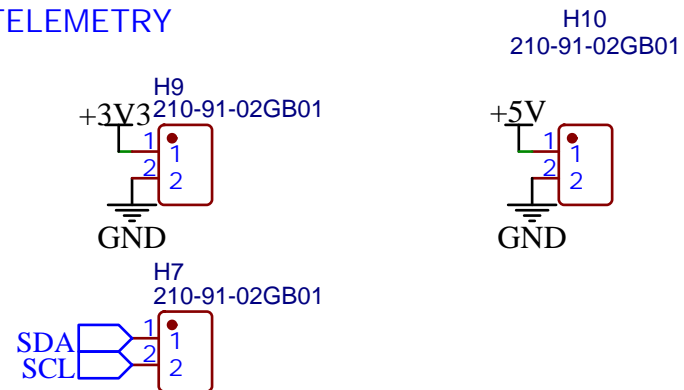 TELEMETRY
H10
210-91-02GB01
H9
210-91-02GB01
+3V3
1 1
2 2
GND
+5V
1 1
2 2
GND
H7
210-91-02GB01
SDA 1 1
SCL 2 2